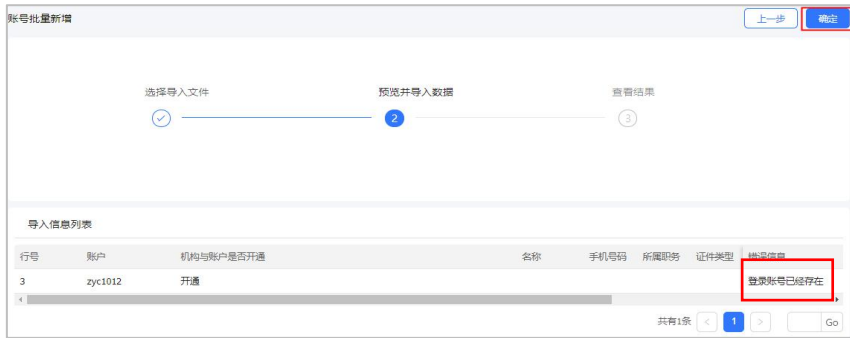 账号批量新增 上一步 确定
选择导入文件 预览并导入数据 查看结果
2 3
导入信息列表
行号 账户 机构与账户是否开通 名称 手机号码 所属职务 证件类型 错误信息
3 zyc1012 开通 登录账号已经存在
共有1条 < 1 > Go